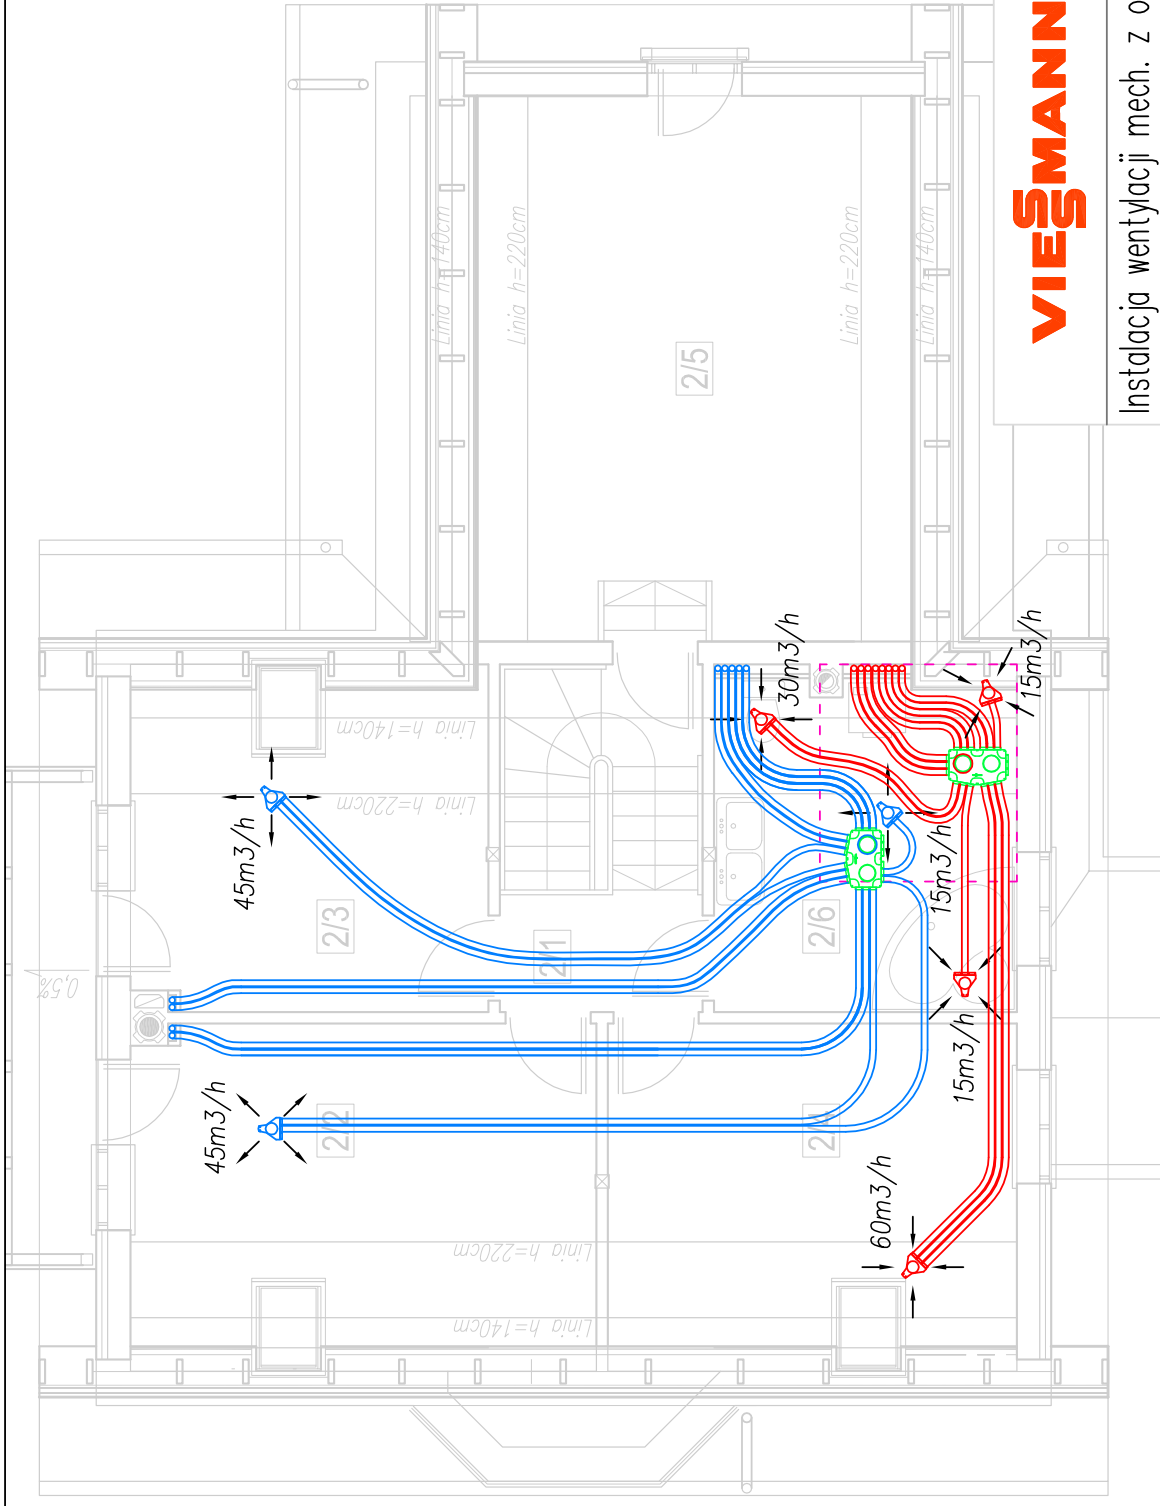 VIESSMANN
Instalacja wentylacji mech. z o
Linia h=140cm
Linia h=220cm
Linia h=220cm
Linia h=140cm
2/5
30m3/h
15m3/h
Linia h=140cm
Linia h=220cm
45m3/h
15m3/h
2/3
2/1
2/6
0,5%
15m3/h
45m3/h
2/2
2/4
60m3/h
Linia h=220cm
Linia h=140cm